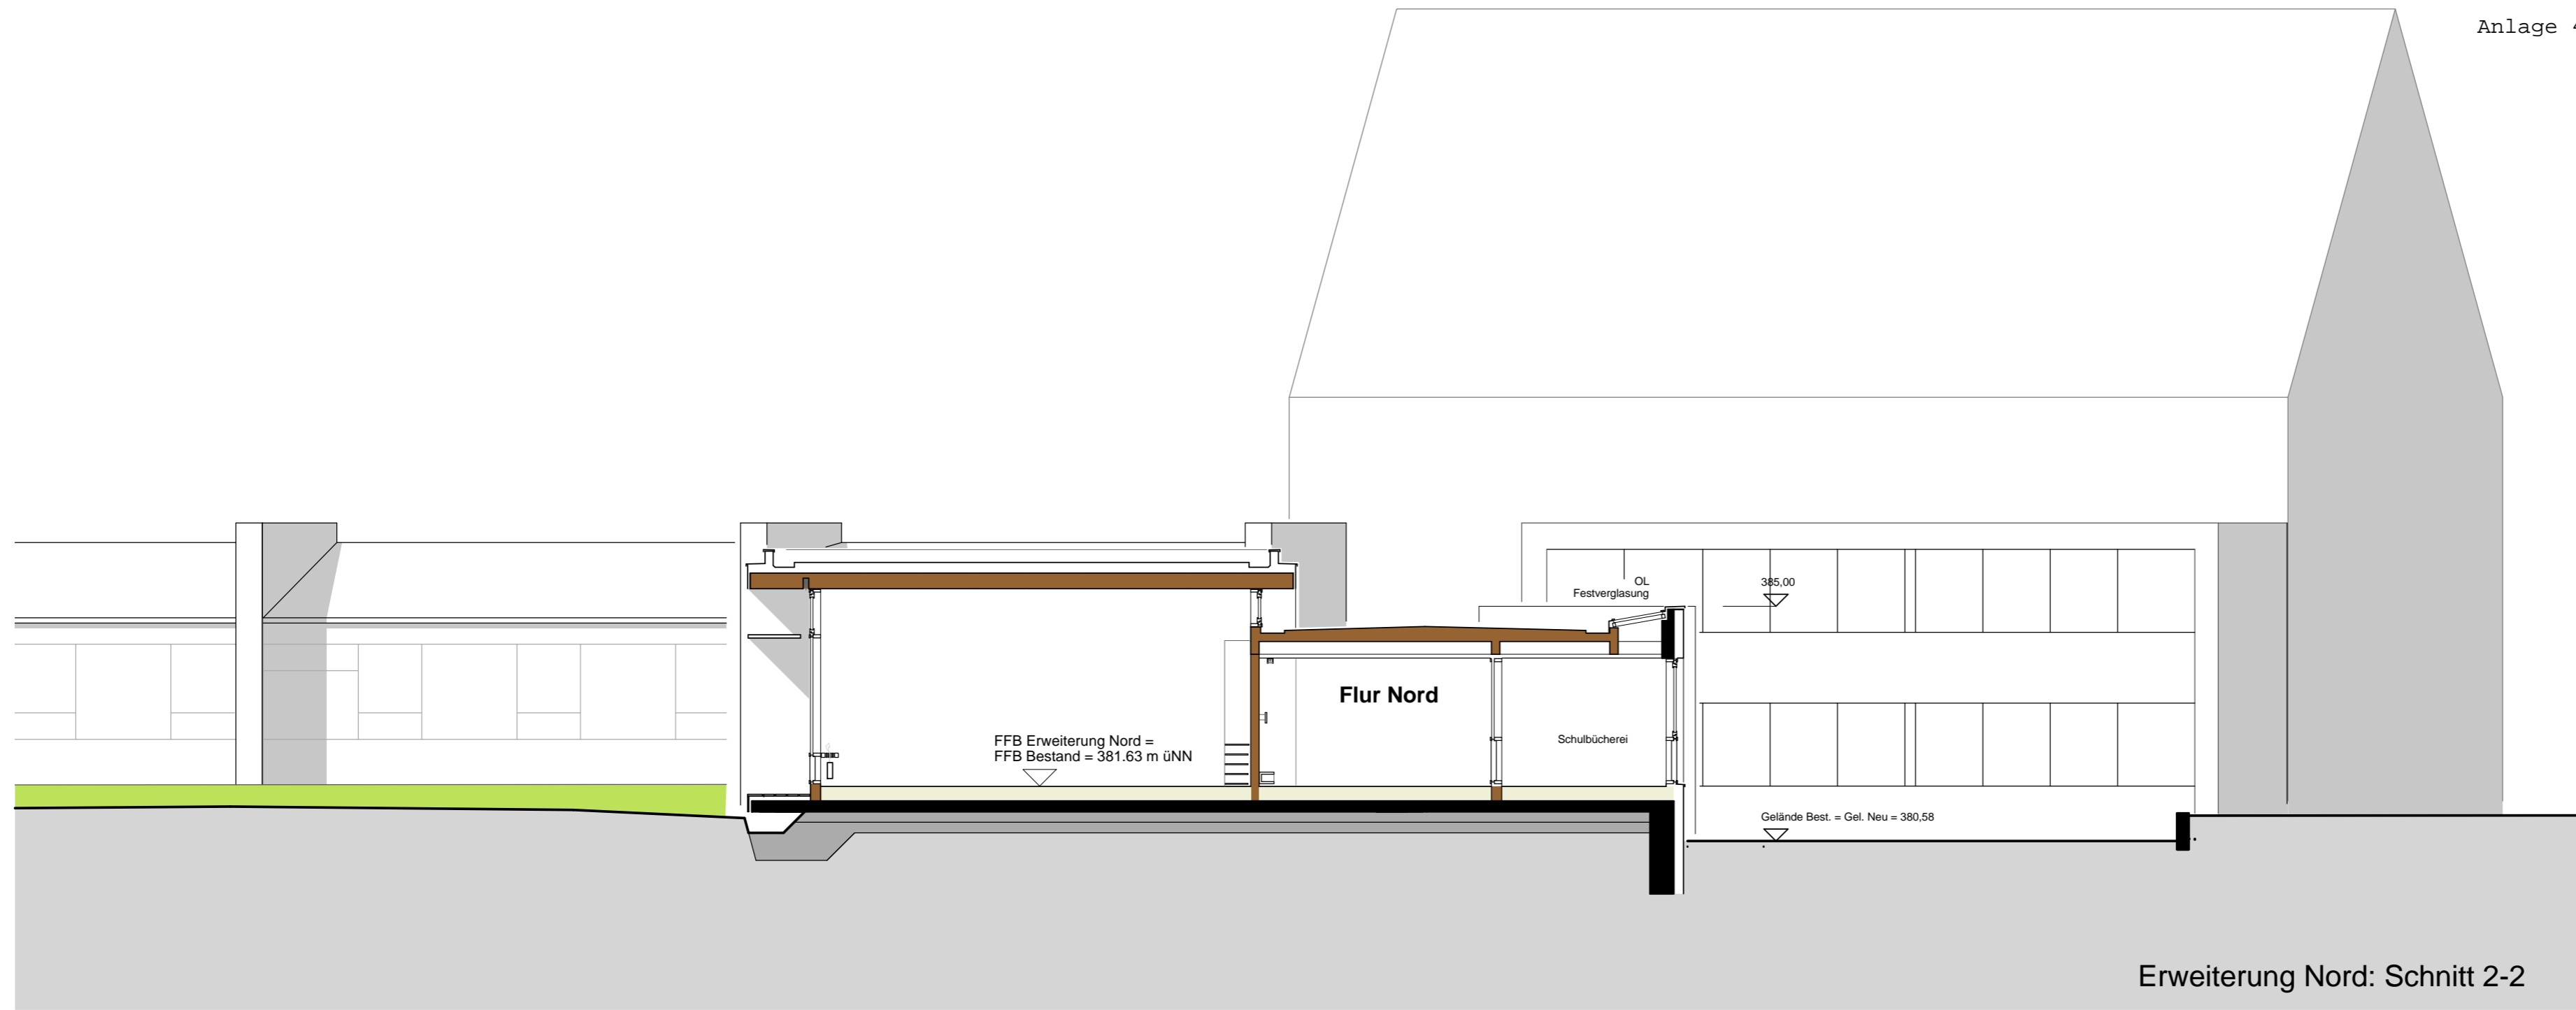 Anlage 4
OL
Festverglasung
385,00
Flur Nord
FFB Erweiterung Nord =
FFB Bestand = 381.63 m üNN
Schulbücherei
Gelände Best. = Gel. Neu = 380,58
Erweiterung Nord: Schnitt 2-2